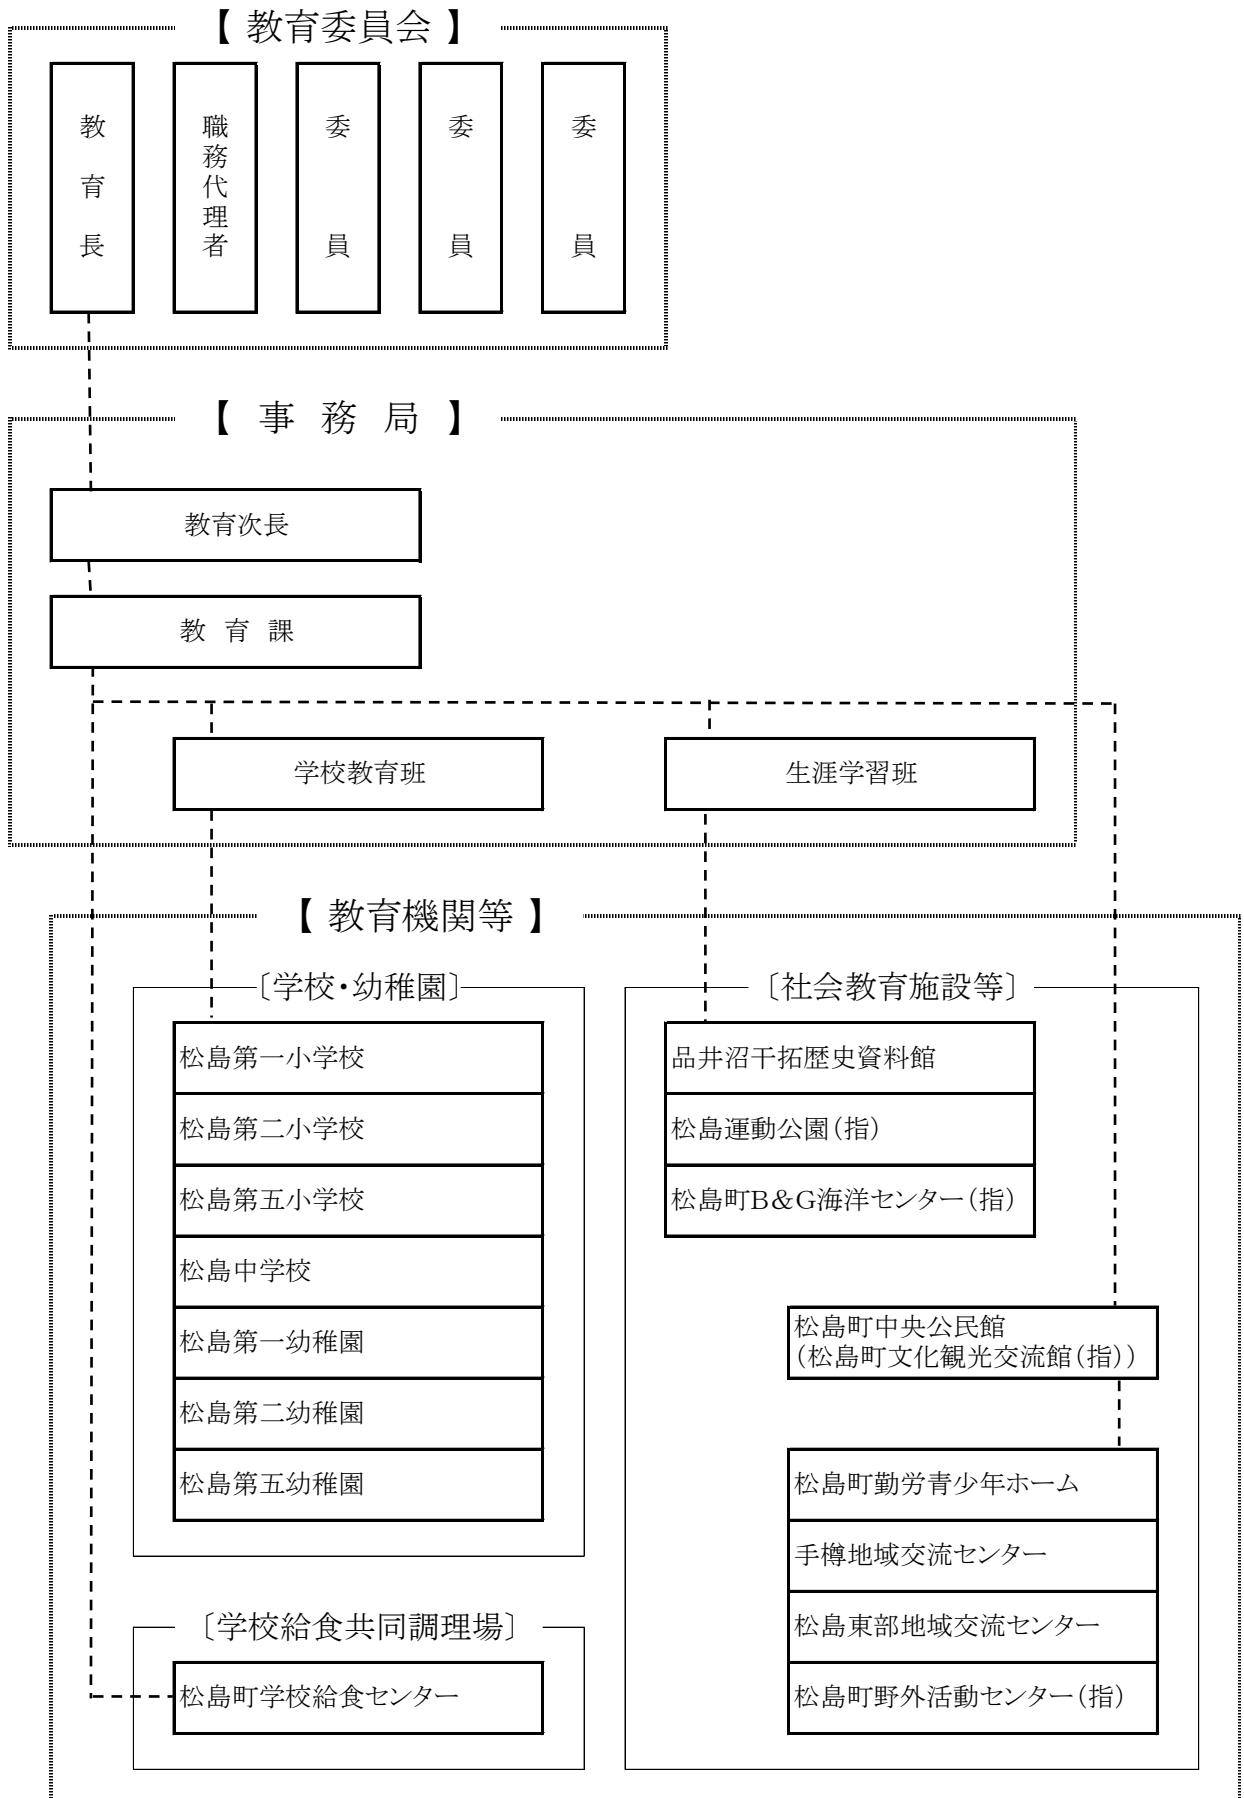 【 教育委員会 】
教育長
職務代理者
委員
委員
委員
【 事 務 局 】
教育次長
教 育 課
学校教育班
生涯学習班
【 教育機関等 】
〔学校・幼稚園〕
松島第一小学校
松島第二小学校
松島第五小学校
松島中学校
松島第一幼稚園
松島第二幼稚園
松島第五幼稚園
〔学校給食共同調理場〕
松島町学校給食センター
〔社会教育施設等〕
品井沼干拓歴史資料館
松島運動公園(指)
松島町B&G海洋センター(指)
松島町中央公民館
(松島町文化観光交流館(指))
松島町勤労青少年ホーム
手樽地域交流センター
松島東部地域交流センター
松島町野外活動センター(指)